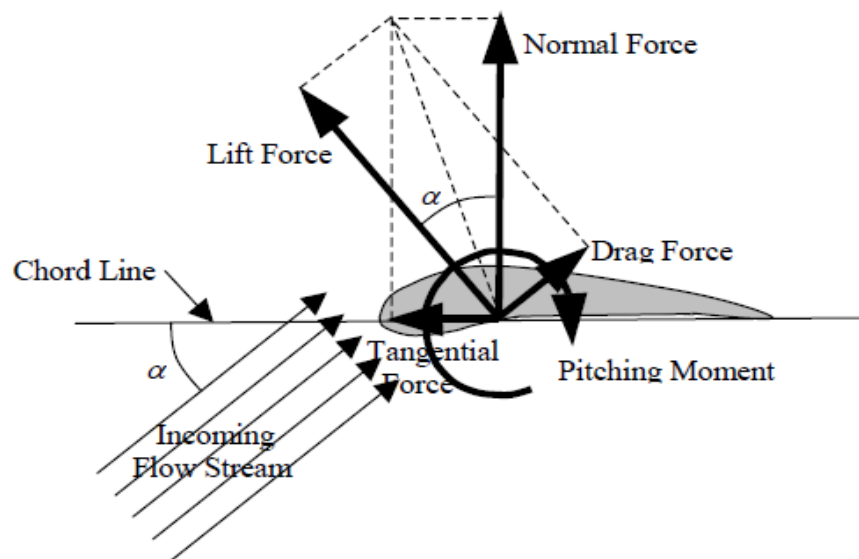 Normal Force
Lift Force
α
Drag Force
Chord Line
Tangential
Force
α
Pitching Moment
Incoming
Flow Stream